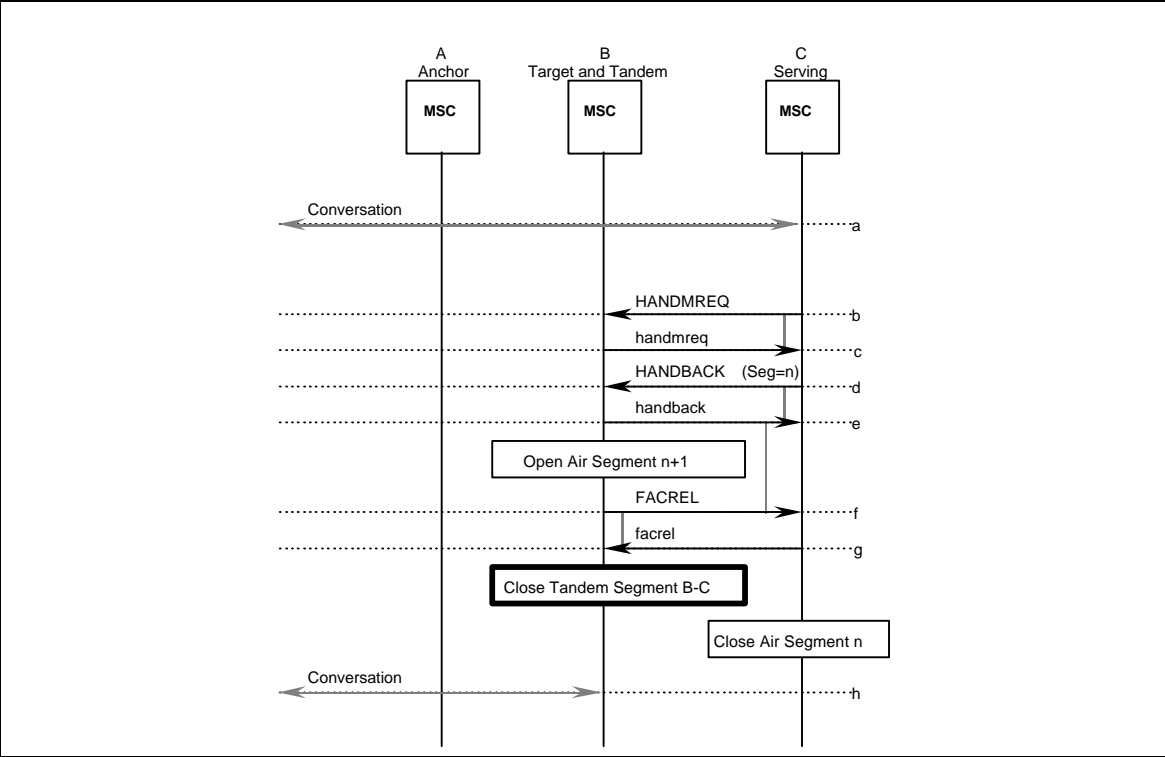 A B C
Anchor Target and Tandem Serving
MSC MSC MSC
Conversation
a
HANDMREQ
b
handmreq
c
HANDBACK (Seg=n)
d
handback
e
Open Air Segment n+1
FACREL
f
facrel
g
Close Tandem Segment B-C
Close Air Segment n
Conversation
h